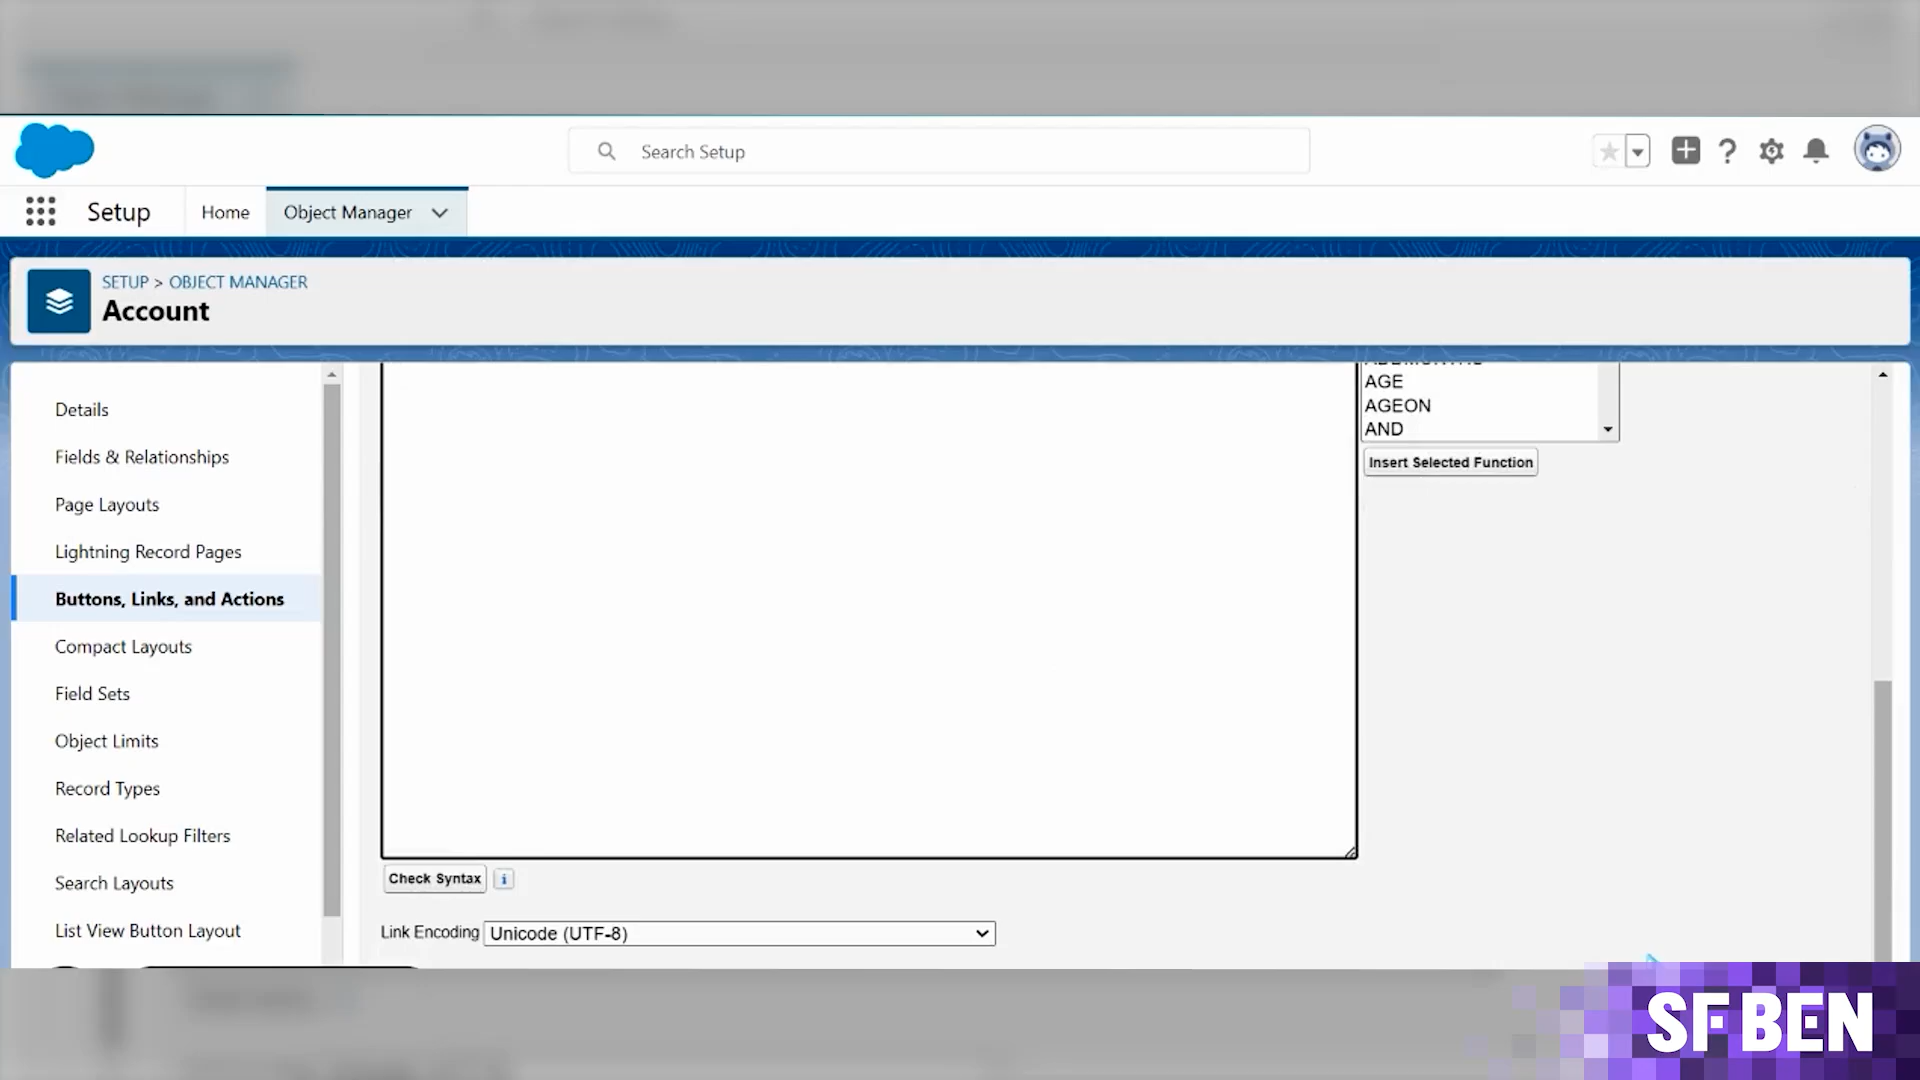 Search Setup
Setup
Home
Object Manager
SETUP > OBJECT MANAGER
Account
Details
Fields & Relationships
Page Layouts
Lightning Record Pages
Buttons, Links, and Actions
Compact Layouts
Field Sets
Object Limits
Record Types
Related Lookup Filters
Search Layouts
List View Button Layout
AGE
AGEON
AND
Insert Selected Function
Check Syntax
i
Link Encoding
Unicode (UTF-8)
SF BEN